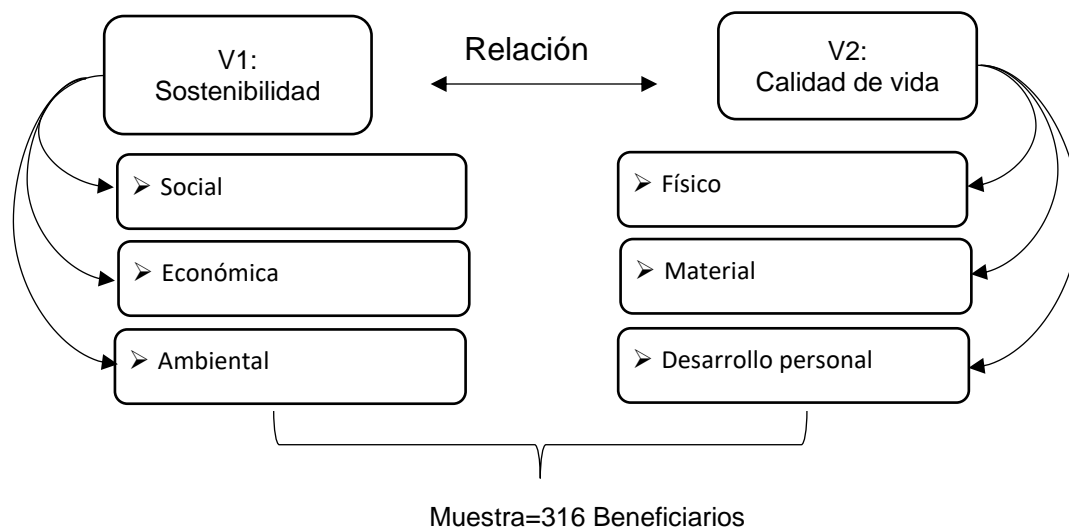 V1:
Sostenibilidad
Relación
V2:
Calidad de vida
➢ Social
➢ Económica
➢ Ambiental
➢ Físico
➢ Material
➢ Desarrollo personal
Muestra=316 Beneficiarios